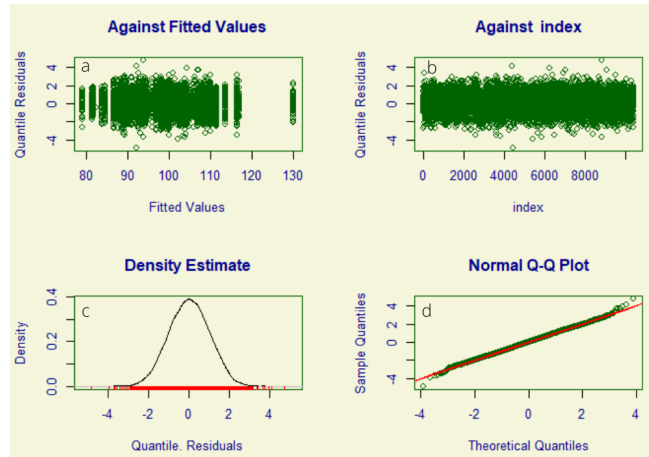 Against Fitted Values
a
Quantile Residuals
4
2
0
-4
80 90 100 110 120 130
Fitted Values
Against index
b
Quantile Residuals
4
2
0
-4
0 2000 4000 6000 8000
index
Density Estimate
c
Density
0.4
0.2
0.0
-4 -2 0 2 4
Quantile. Residuals
Normal Q-Q Plot
d
Sample Quantiles
4
2
0
-4
-4 -2 0 2 4
Theoretical Quantiles